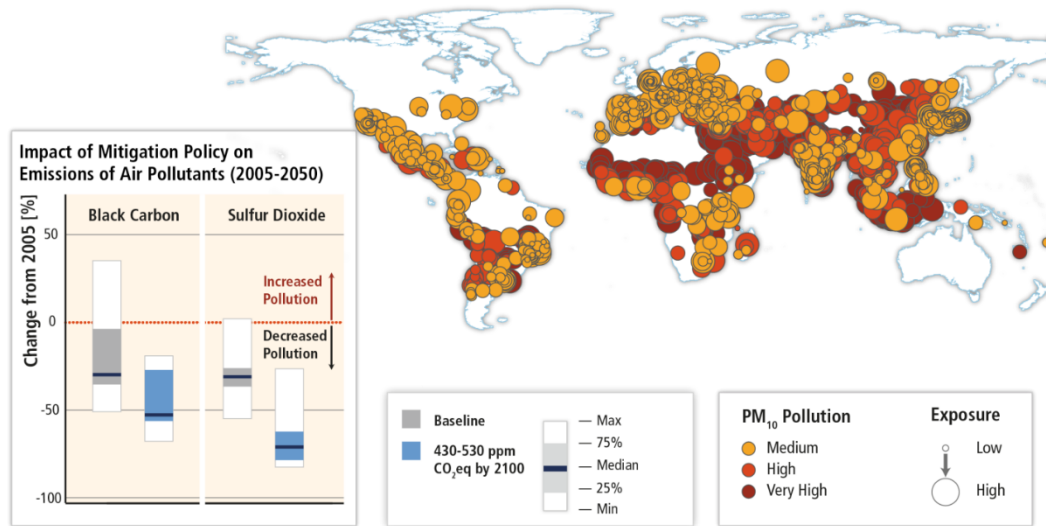 Impact of Mitigation Policy on
Emissions of Air Pollutants (2005-2050)
Black Carbon
Sulfur Dioxide
Change from 2005 [%]
50
0
-50
-100
Increased
Pollution
Decreased
Pollution
Baseline
430-530 ppm
CO₂eq by 2100
Max
75%
Median
25%
Min
PM₁₀ Pollution
Medium
High
Very High
Exposure
Low
High